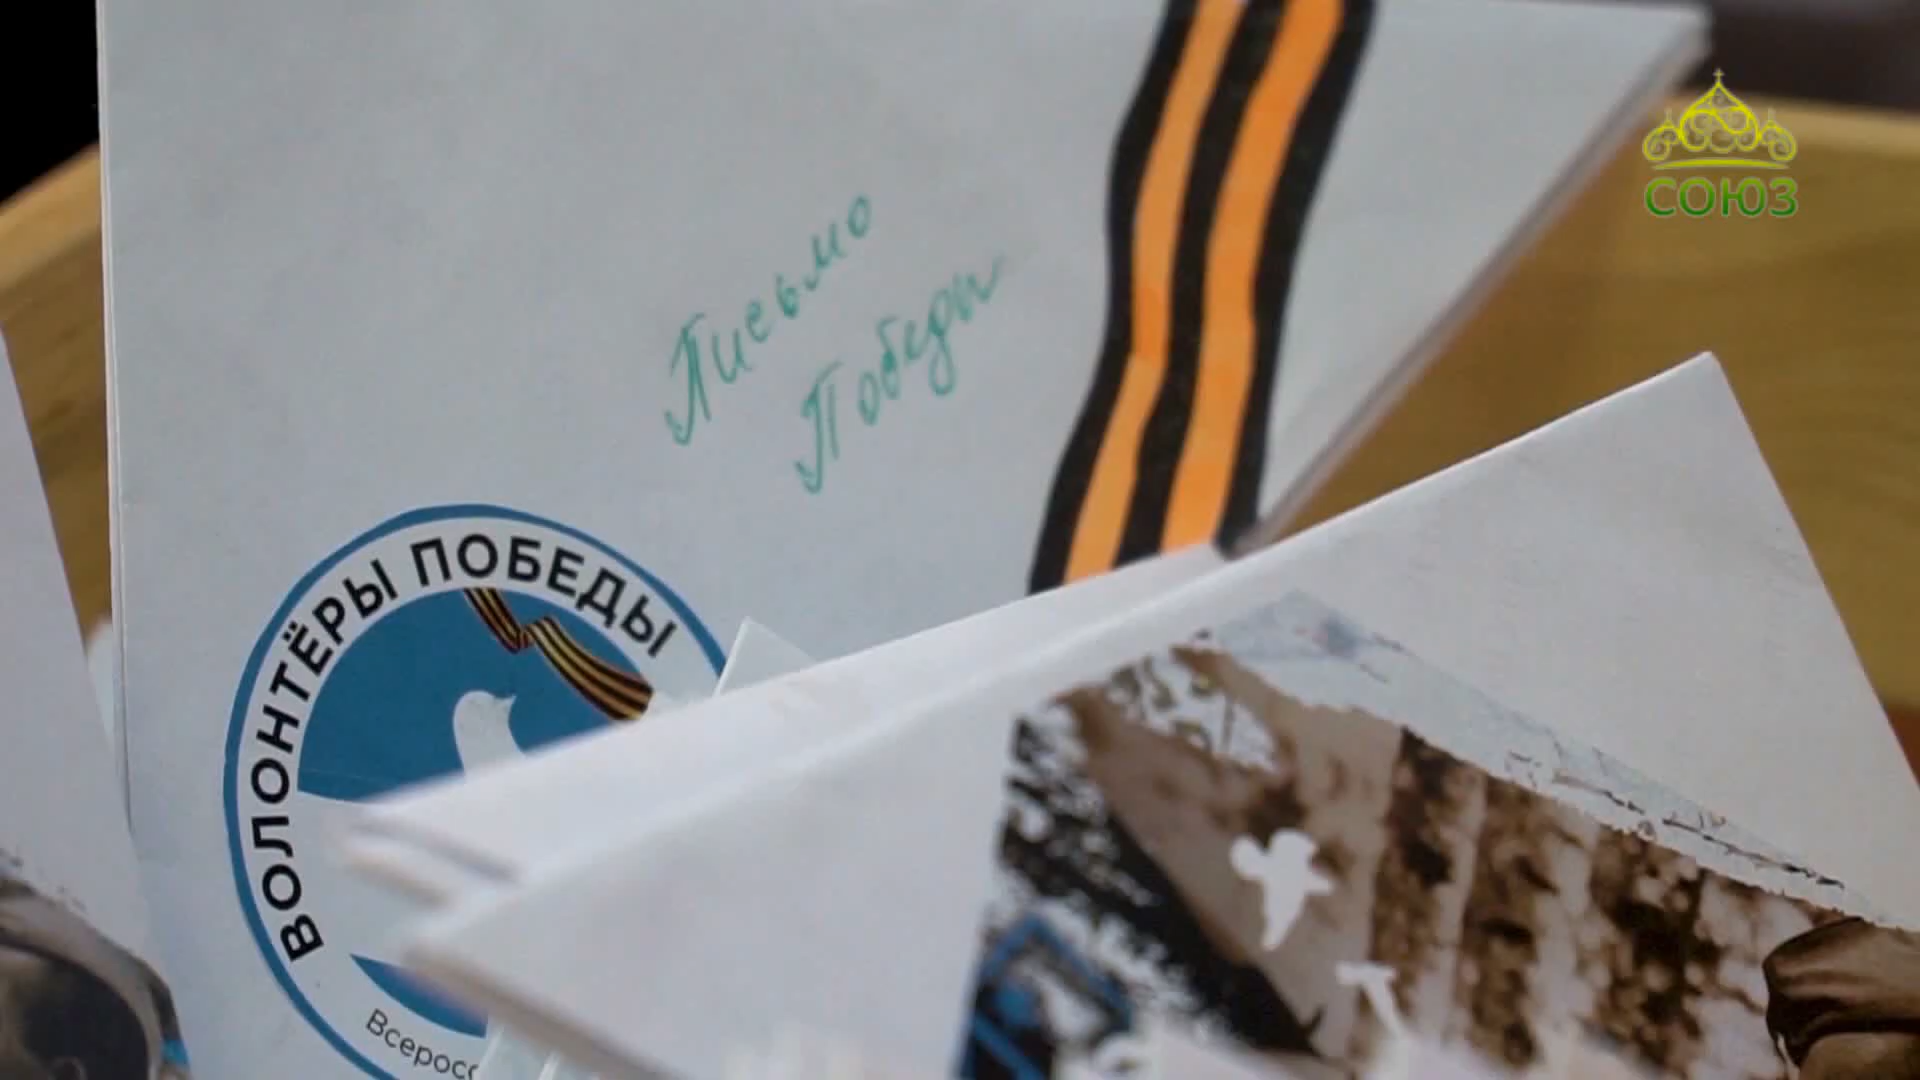 СОЮЗ
Письмо
Победы
ВОЛОНТЁРЫ ПОБЕДЫ